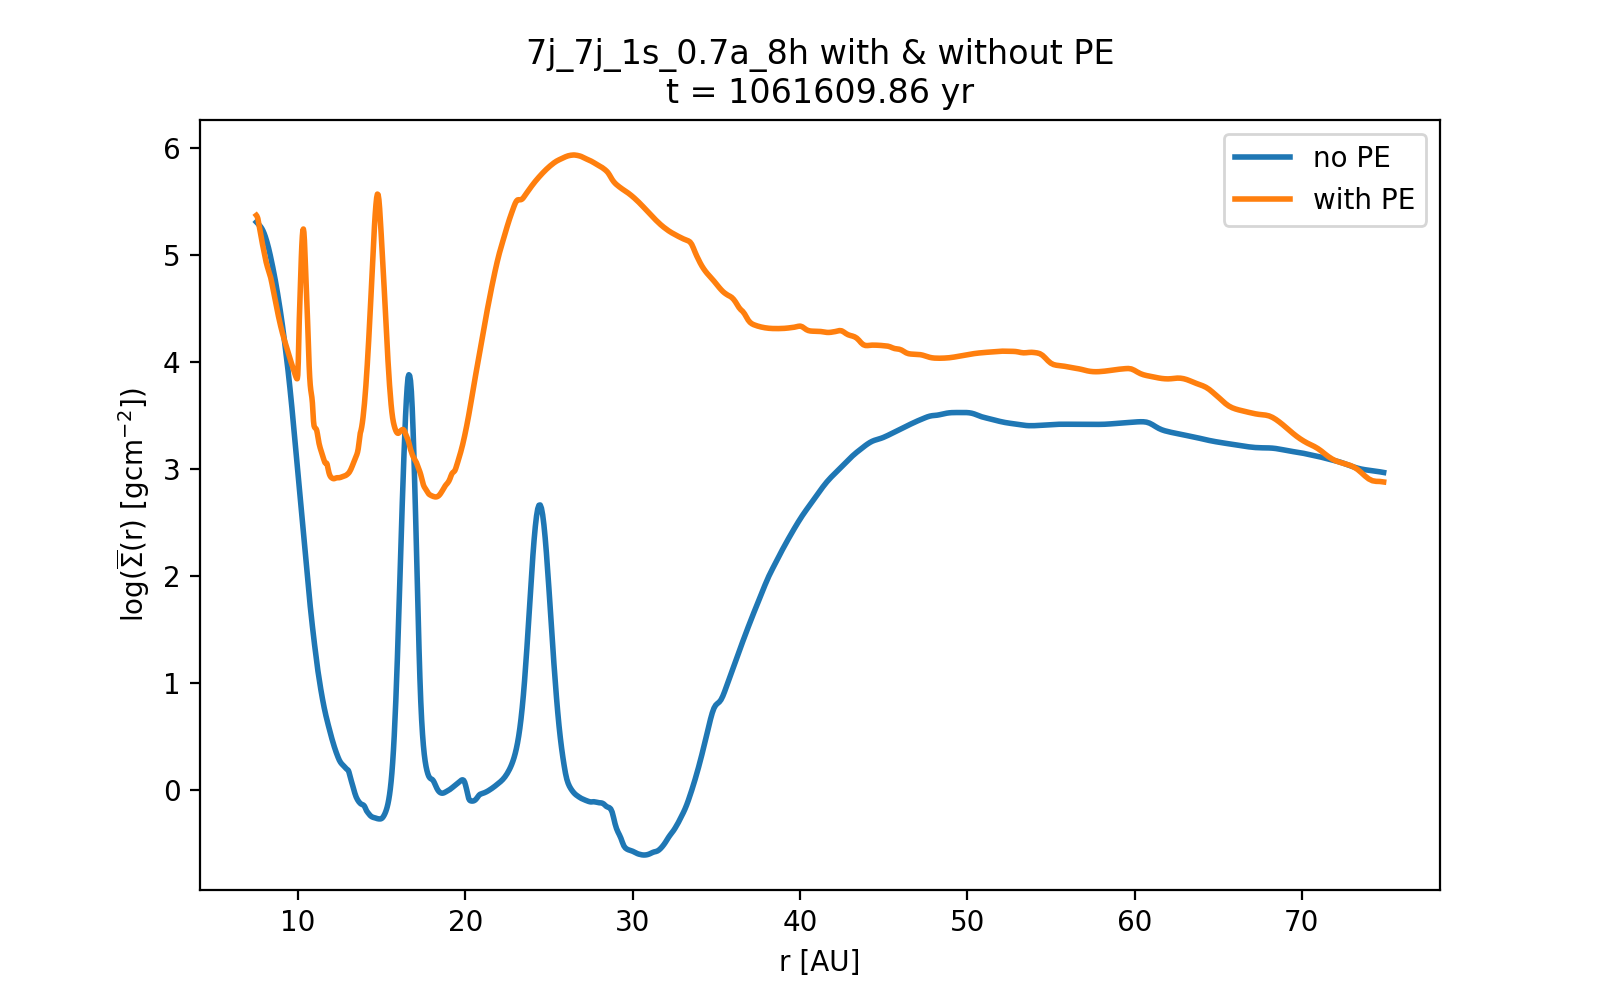 7j_7j_1s_0.7a_8h with & without PE
t = 1061609.86 yr
no PE
with PE
6
5
4
3
2
1
0
log(Σ̅(r) [gcm⁻²])
10 20 30 40 50 60 70
r [AU]